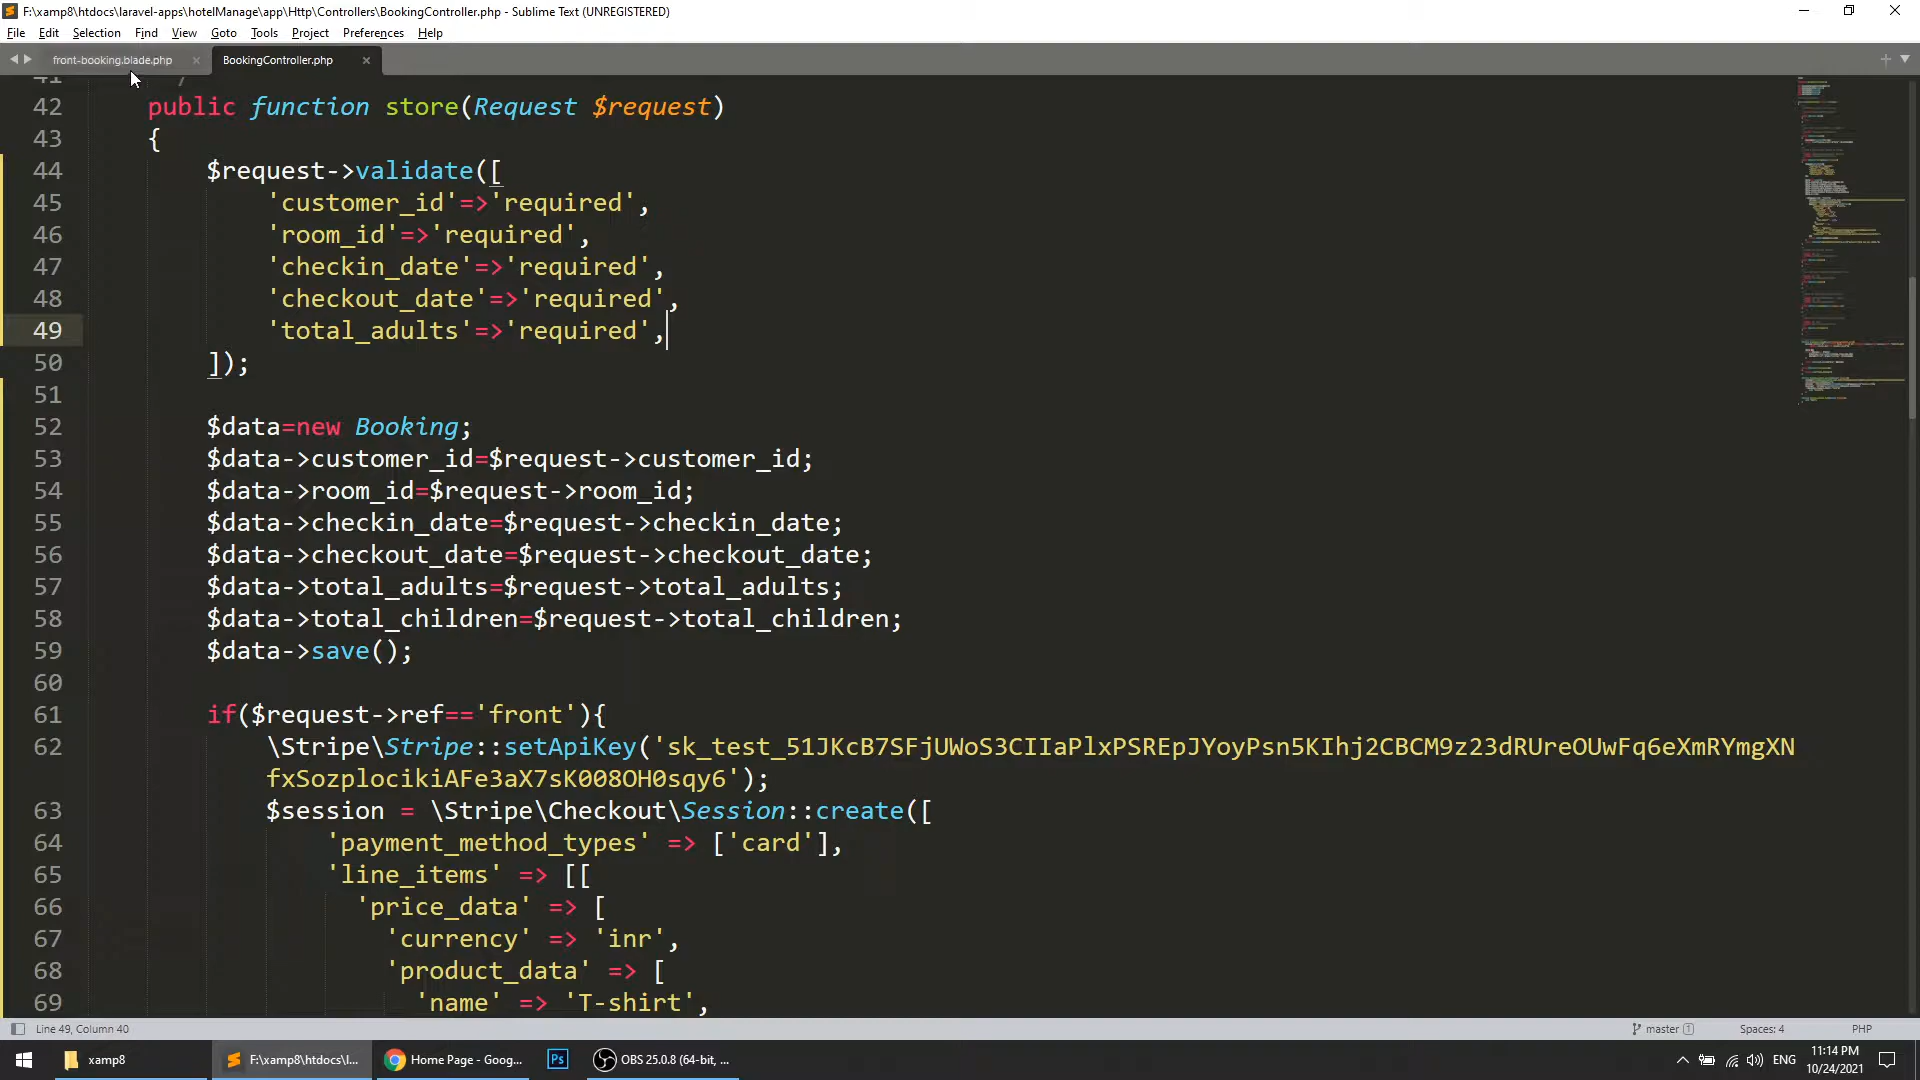 F:\xamp8\htdocs\laravel-apps\hotelManage\app\Http\Controllers\BookingController.php - Sublime Text (UNREGISTERED)
File Edit Selection Find View Goto Tools Project Preferences Help
front-booking.blade.php × BookingController.php ×
41 */
42 public function store(Request $request)
43 {
44 $request->validate([
45 'customer_id'=>'required',
46 'room_id'=>'required',
47 'checkin_date'=>'required',
48 'checkout_date'=>'required',
49 'total_adults'=>'required',
50 ]);
51
52 $data=new Booking;
53 $data->customer_id=$request->customer_id;
54 $data->room_id=$request->room_id;
55 $data->checkin_date=$request->checkin_date;
56 $data->checkout_date=$request->checkout_date;
57 $data->total_adults=$request->total_adults;
58 $data->total_children=$request->total_children;
59 $data->save();
60
61 if($request->ref=='front'){
62 \Stripe\Stripe::setApiKey('sk_test_51JKcB7SFjUWoS3CIIaPlxPSREpJYoyPsn5KIhj2CBCM9z23dRUreOUwFq6eXmRYmgXN
fxSozplocikiAFe3aX7sK008OH0sqy6');
63 $session = \Stripe\Checkout\Session::create([
64 'payment_method_types' => ['card'],
65 'line_items' => [[
66 'price_data' => [
67 'currency' => 'inr',
68 'product_data' => [
69 'name' => 'T-shirt',
Line 49, Column 40 master 1 Spaces: 4 PHP
xamp8 F:\xamp8\htdocs\l... Home Page - Goog... Ps OBS 25.0.8 (64-bit, ... ENG 11:14 PM
10/24/2021